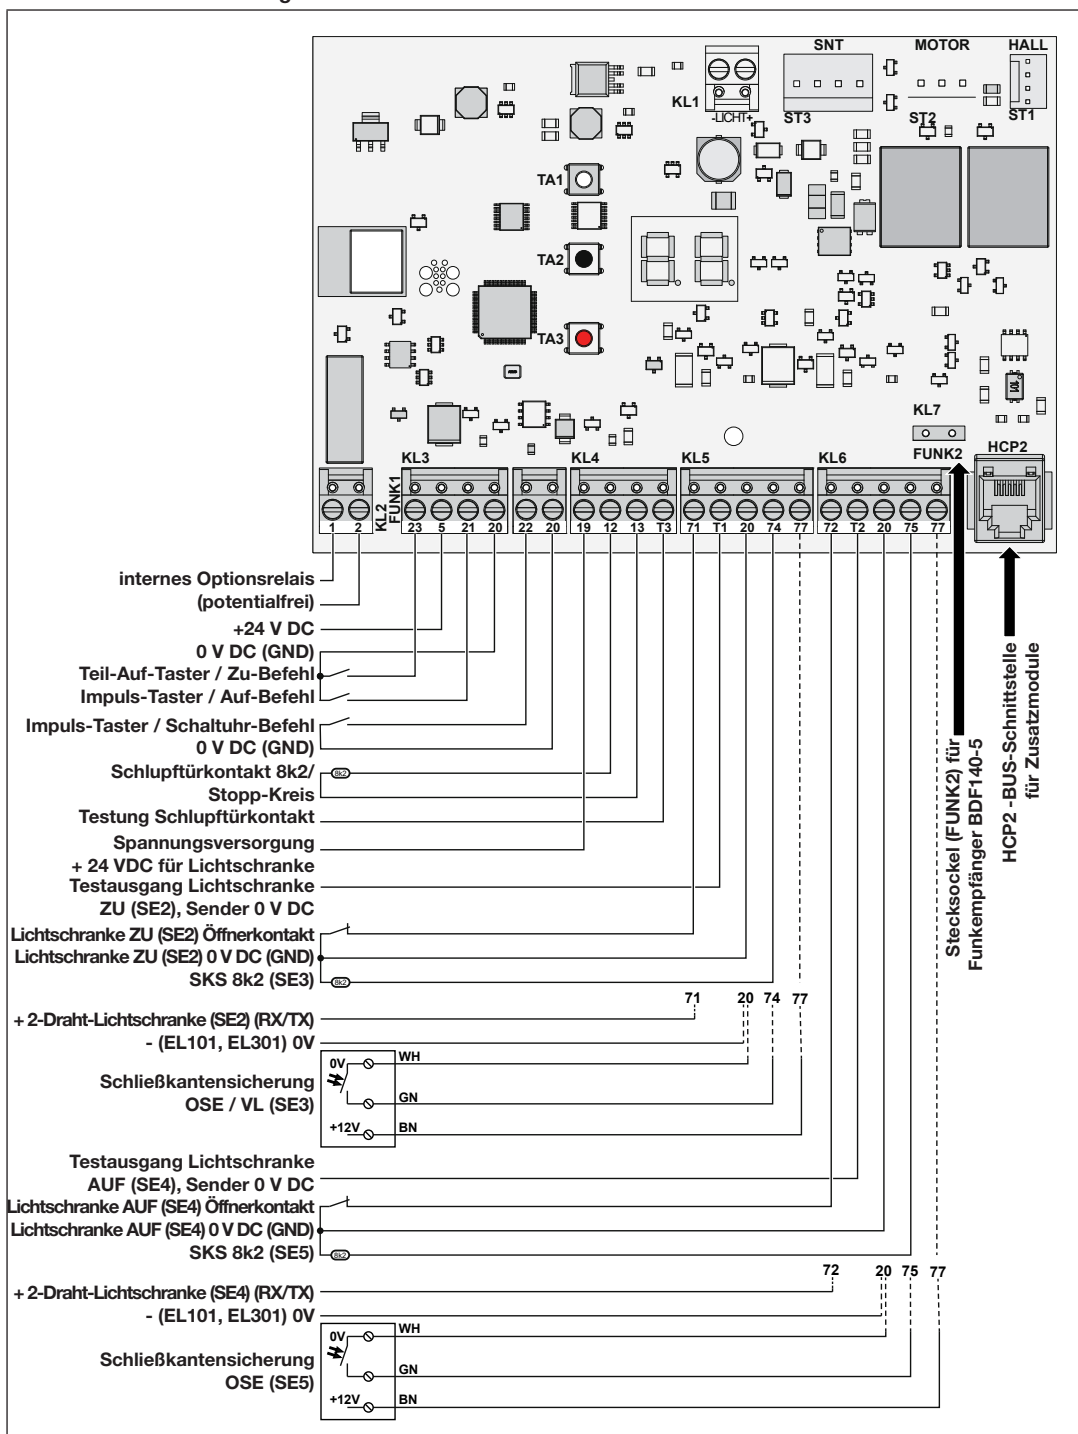 SNT MOTOR HALL
KL1
-LICHT+
ST3 ST2 ST1
TA1
TA2
TA3
101
KL7
FUNK2
HCP2
KL2
FUNK1
KL3 KL4 KL5 KL6
1 2 23 5 21 20 22 20 19 12 13 T3 71 T1 20 74 77 72 T2 20 75 77
internes Optionsrelais
(potentialfrei)
+24 V DC
0 V DC (GND)
Teil-Auf-Taster / Zu-Befehl
Impuls-Taster / Auf-Befehl
Impuls-Taster / Schaltuhr-Befehl
0 V DC (GND)
Schlupftürkontakt 8k2/
8k2
Stopp-Kreis
Testung Schlupftürkontakt
Spannungsversorgung
+ 24 VDC für Lichtschranke
Testausgang Lichtschranke
ZU (SE2), Sender 0 V DC
Lichtschranke ZU (SE2) Öffnerkontakt
Lichtschranke ZU (SE2) 0 V DC (GND)
SKS 8k2 (SE3)
8k2
Stecksockel (FUNK2) für
Funkempfänger BDF140-5
HCP2 -BUS-Schnittstelle
für Zusatzmodule
71 20 74 77
+ 2-Draht-Lichtschranke (SE2) (RX/TX)
- (EL101, EL301) 0V
0V WH
Schließkantensicherung
OSE / VL (SE3)
GN
+12V BN
Testausgang Lichtschranke
AUF (SE4), Sender 0 V DC
Lichtschranke AUF (SE4) Öffnerkontakt
Lichtschranke AUF (SE4) 0 V DC (GND)
SKS 8k2 (SE5)
8k2
72 20 75 77
+ 2-Draht-Lichtschranke (SE4) (RX/TX)
- (EL101, EL301) 0V
0V WH
Schließkantensicherung
OSE (SE5)
GN
+12V BN